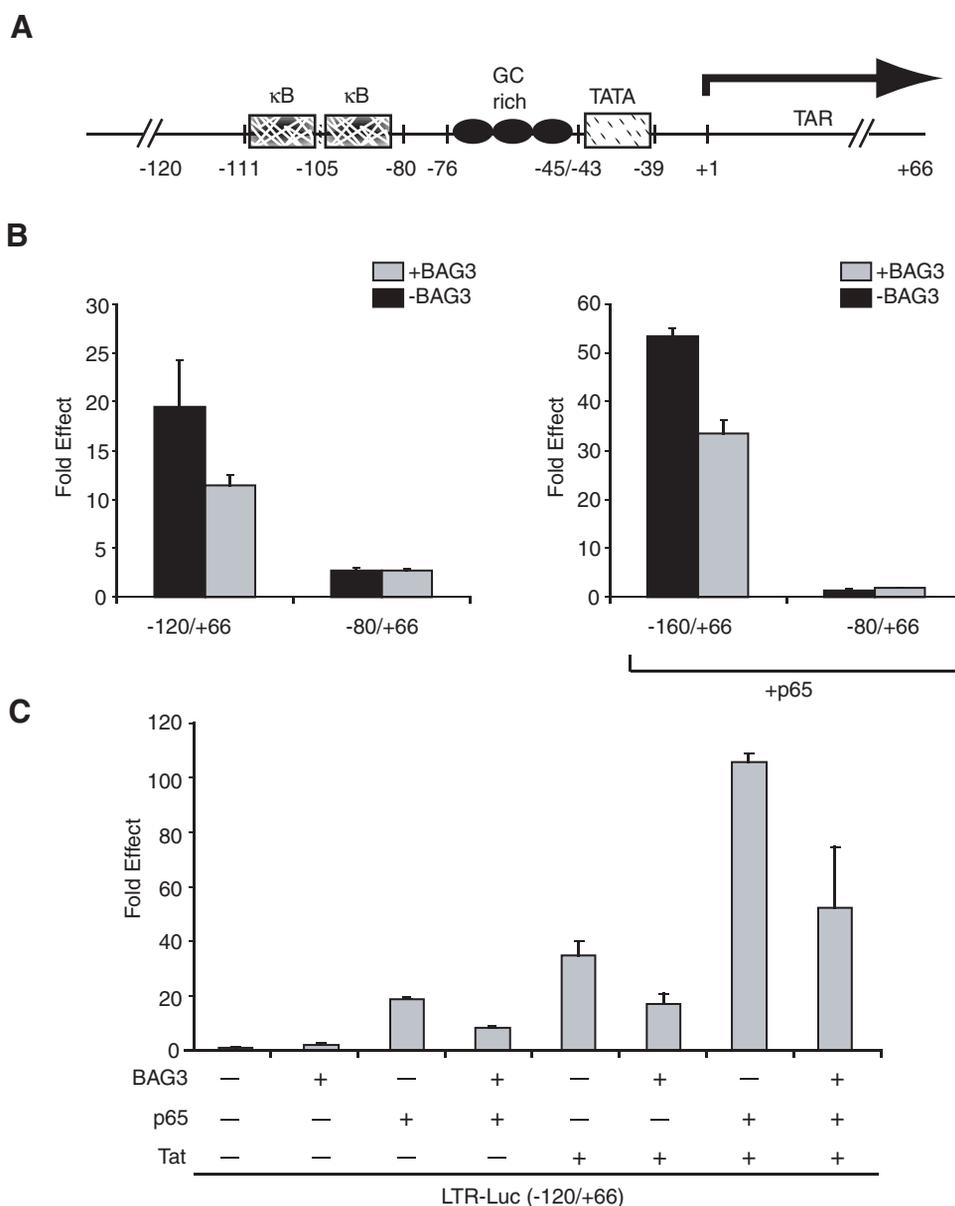 A
κB κB GC rich TATA TAR
-120 -111 -105 -80 -76 -45/-43 -39 +1 +66
B
+BAG3
-BAG3
30
25
20
15
10
5
0
Fold Effect
-120/+66 -80/+66
+BAG3
-BAG3
60
50
40
30
20
10
0
Fold Effect
-160/+66 -80/+66
+p65
C
120
100
80
60
40
20
0
Fold Effect
BAG3 — + — + — + — +
p65 — — + + — — + +
Tat — — — — + + + +
LTR-Luc (-120/+66)